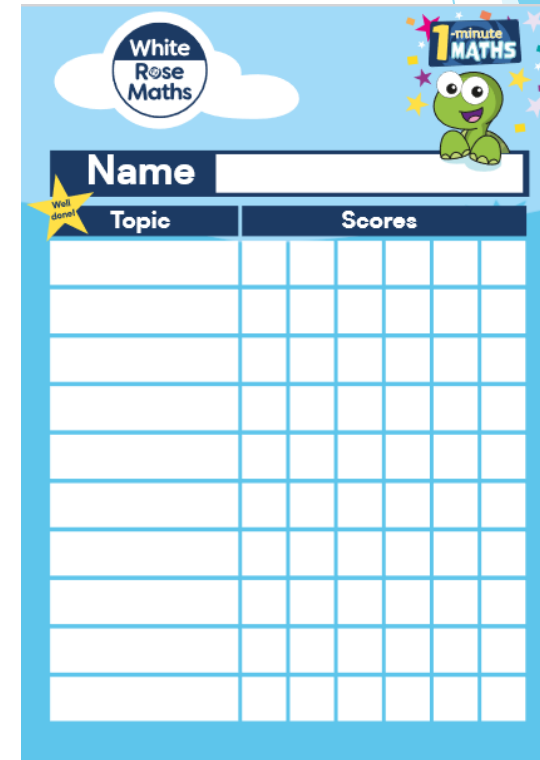 White
Rose
Maths
1-minute
MATHS
Name
Well
done!
Topic
Scores